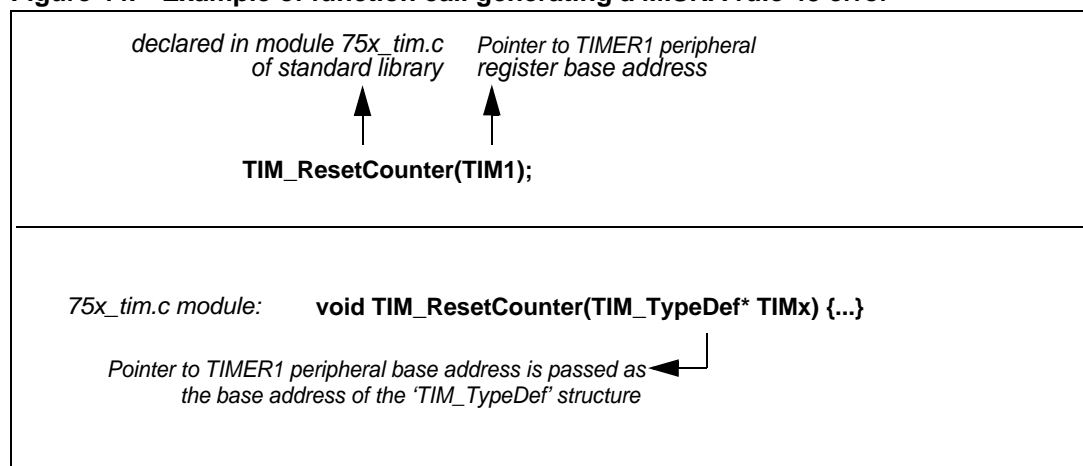 Figure Example of function call generating a MISRA rule error
declared in module 75x_tim.c
of standard library
Pointer to TIMER1 peripheral
register base address
TIM_ResetCounter(TIM1);
75x_tim.c module: void TIM_ResetCounter(TIM_TypeDef* TIMx) {...}
Pointer to TIMER1 peripheral base address is passed as
the base address of the ‘TIM_TypeDef’ structure